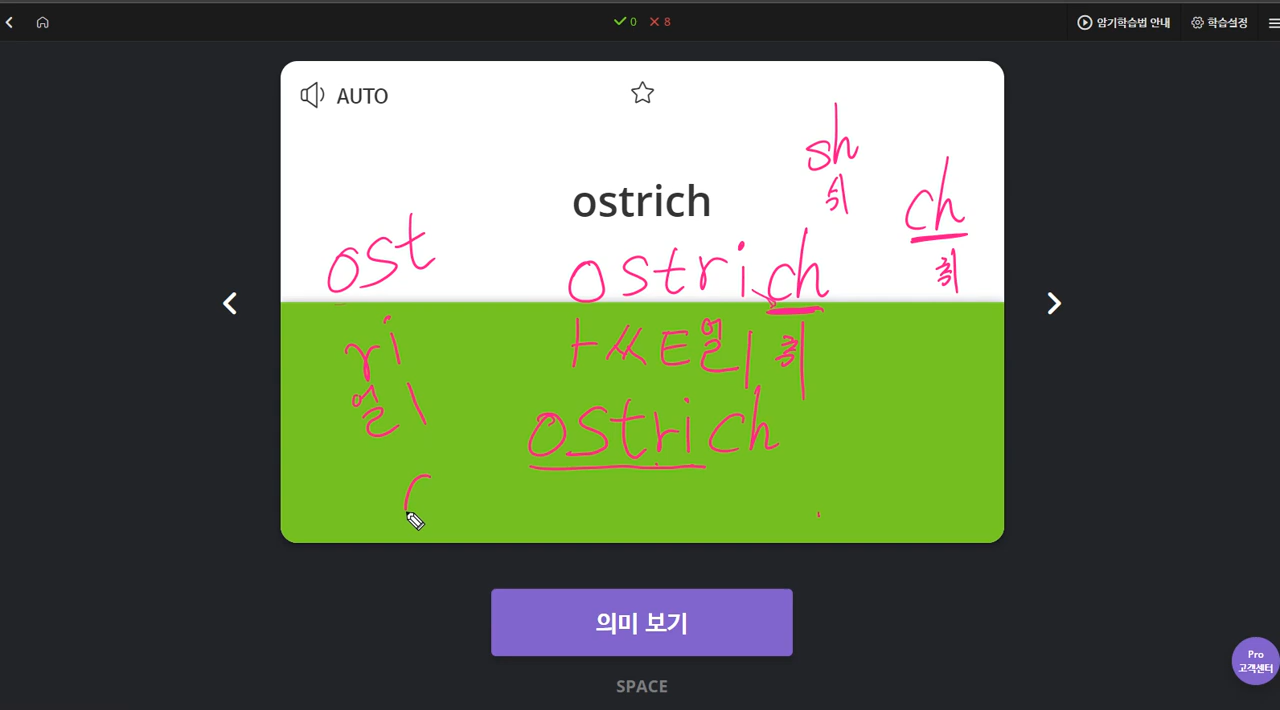 0 8 암기학습법 안내 학습설정
AUTO
ostrich
sh
쉬
ch
취
ost
ostrich
ri
얼ㅣ
ㅏㅆㅌ얼ㅣ취
ostrich
c
의미 보기
SPACE
Pro
고객센터